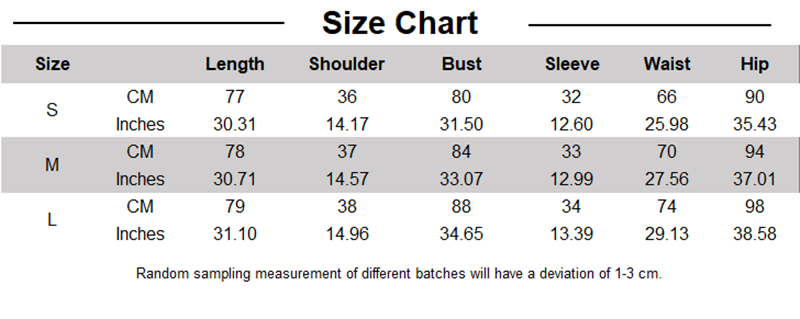 Size Chart
Size Length Shoulder Bust Sleeve Waist Hip
S CM 77 36 80 32 66 90
Inches 30.31 14.17 31.50 12.60 25.98 35.43
M CM 78 37 84 33 70 94
Inches 30.71 14.57 33.07 12.99 27.56 37.01
L CM 79 38 88 34 74 98
Inches 31.10 14.96 34.65 13.39 29.13 38.58
Random sampling measurement of different batches will have a deviation of 1-3 cm.